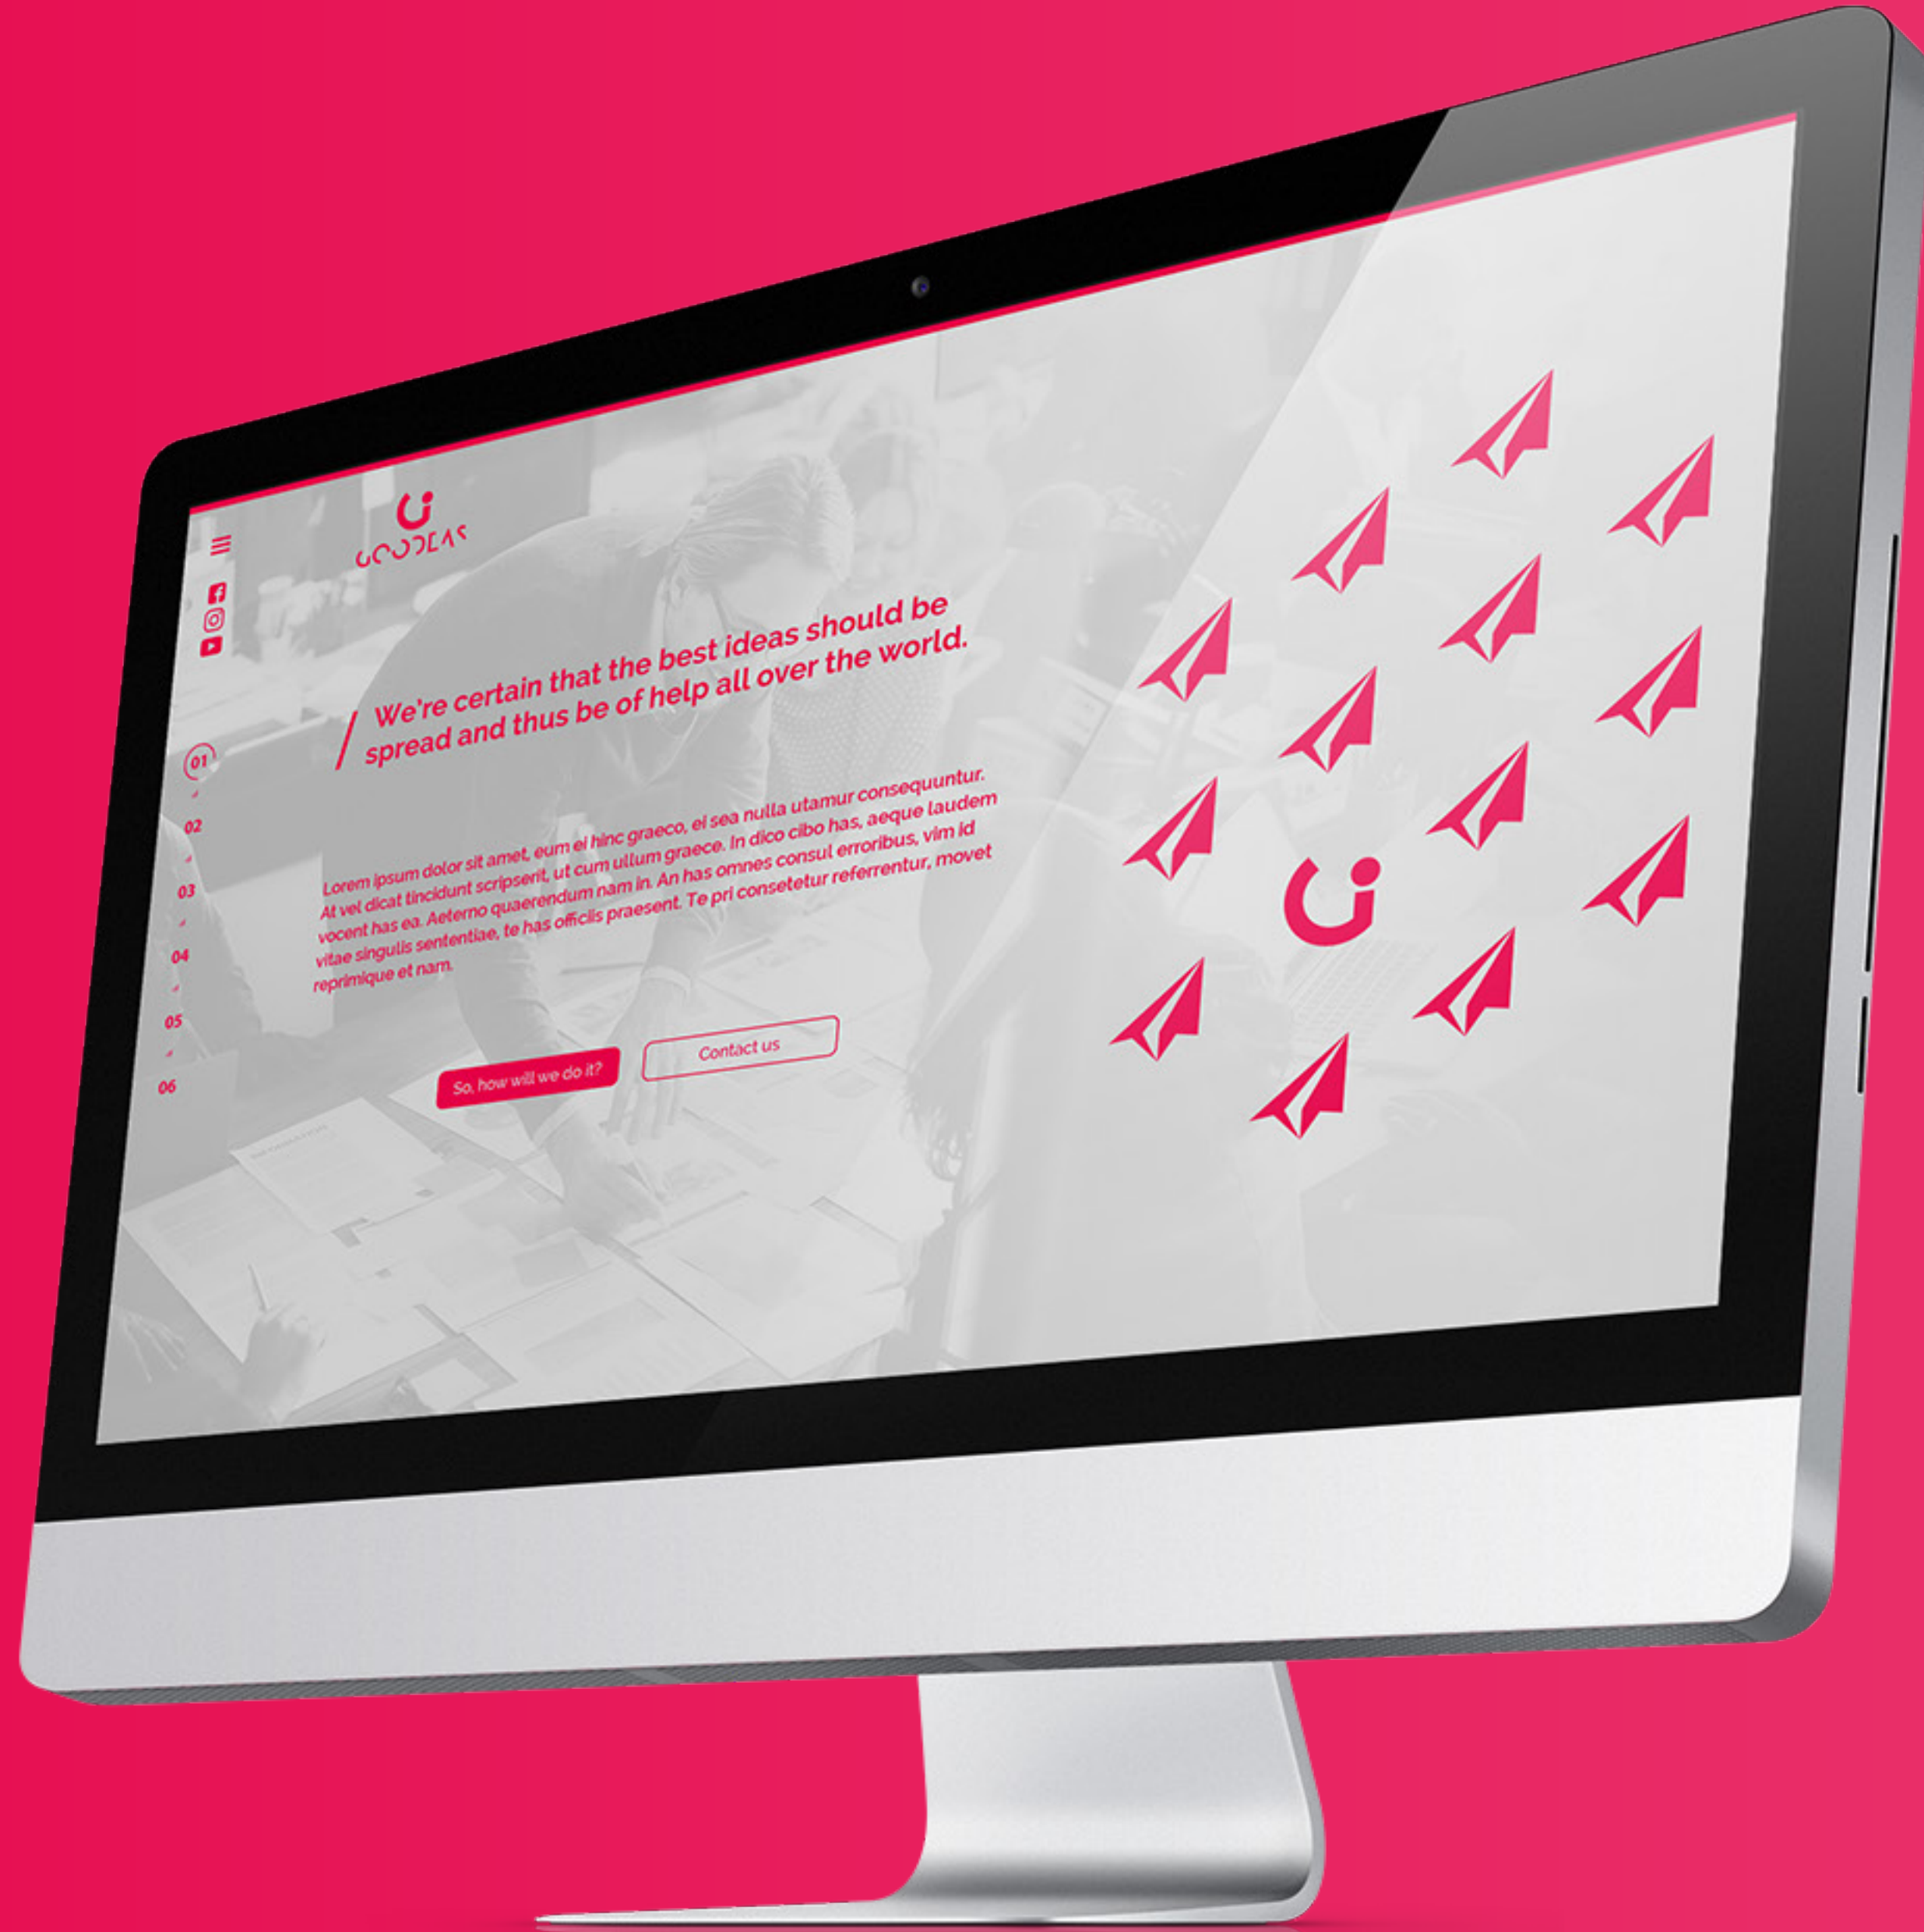 GOODEAS
We're certain that the best ideas should be
spread and thus be of help all over the world.
01
02
03
04
05
06
Lorem ipsum dolor sit amet, eum ei hinc graeco, ei sea nulla utamur consequuntur.
At vel dicat tincidunt scripserit, ut cum ullum graece. In dico cibo has, aeque laudem
vocent has ea. Aeterno quaerendum nam in. An has omnes consul erroribus, vim id
vitae singulis sententiae, te has officiis praesent. Te pri consetetur referrentur, movet
reprimique et nam.
So, how will we do it?
Contact us